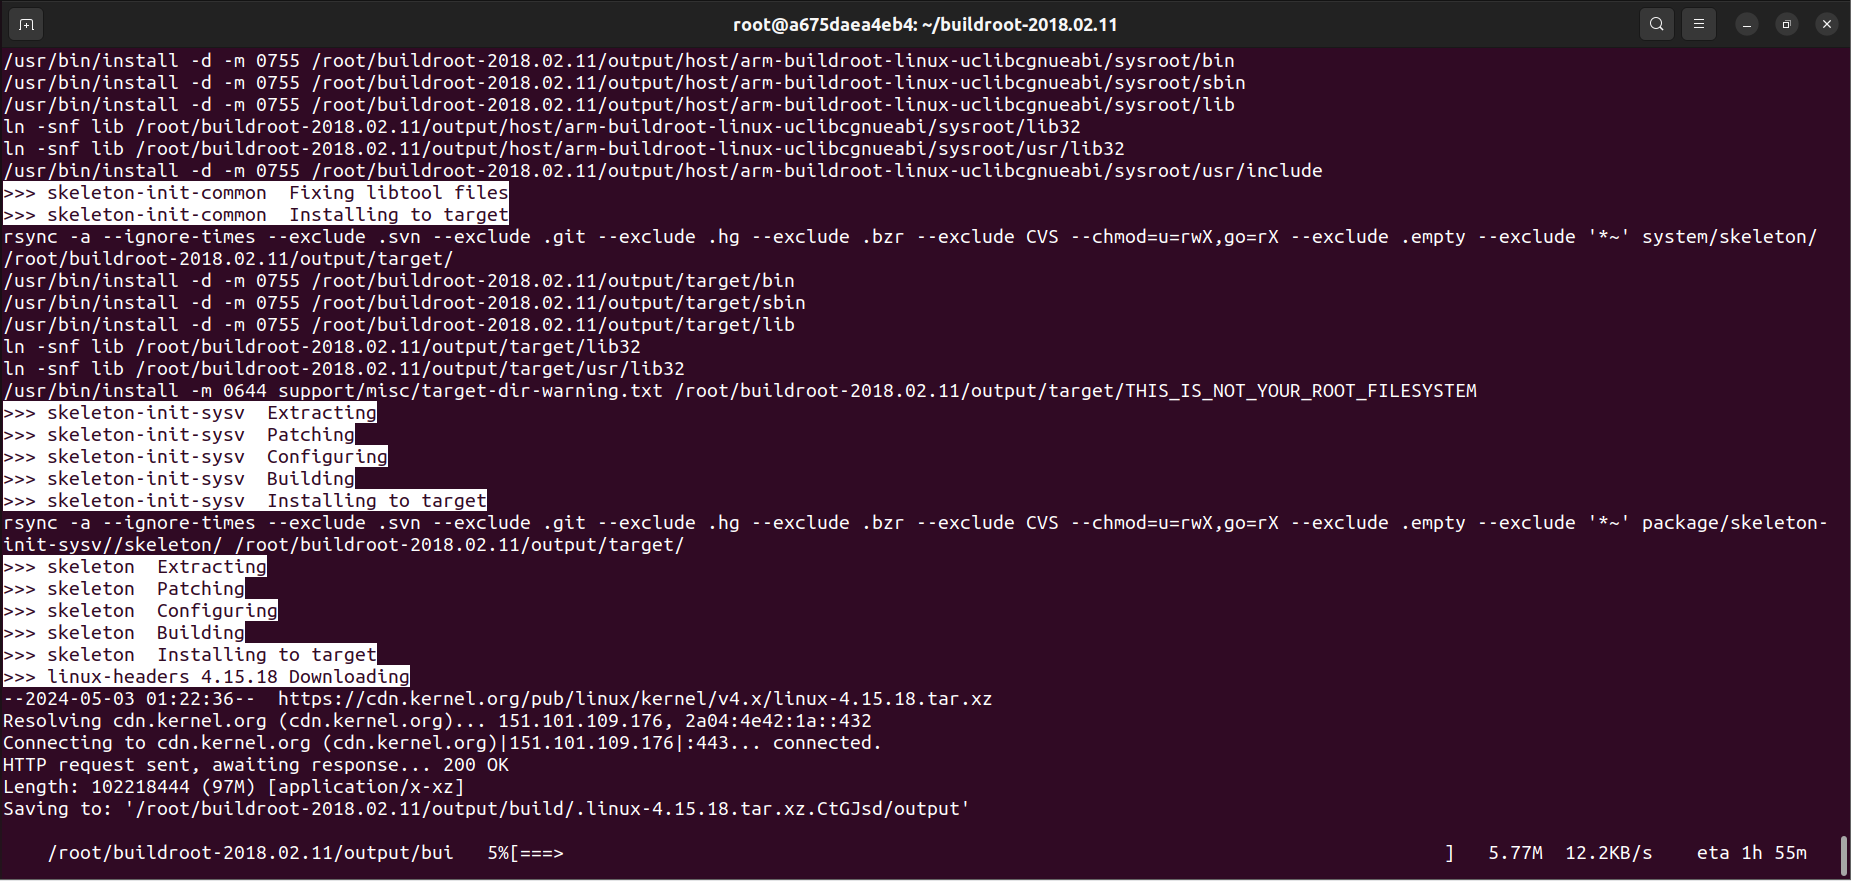 root@a675daea4eb4: ~/buildroot-2018.02.11
/usr/bin/install -d -m 0755 /root/buildroot-2018.02.11/output/host/arm-buildroot-linux-uclibcgnueabi/sysroot/bin
/usr/bin/install -d -m 0755 /root/buildroot-2018.02.11/output/host/arm-buildroot-linux-uclibcgnueabi/sysroot/sbin
/usr/bin/install -d -m 0755 /root/buildroot-2018.02.11/output/host/arm-buildroot-linux-uclibcgnueabi/sysroot/lib
ln -snf lib /root/buildroot-2018.02.11/output/host/arm-buildroot-linux-uclibcgnueabi/sysroot/lib32
ln -snf lib /root/buildroot-2018.02.11/output/host/arm-buildroot-linux-uclibcgnueabi/sysroot/usr/lib32
/usr/bin/install -d -m 0755 /root/buildroot-2018.02.11/output/host/arm-buildroot-linux-uclibcgnueabi/sysroot/usr/include
>>> skeleton-init-common  Fixing libtool files
>>> skeleton-init-common  Installing to target
rsync -a --ignore-times --exclude .svn --exclude .git --exclude .hg --exclude .bzr --exclude CVS --chmod=u=rwX,go=rX --exclude .empty --exclude '*~' system/skeleton/
/root/buildroot-2018.02.11/output/target/
/usr/bin/install -d -m 0755 /root/buildroot-2018.02.11/output/target/bin
/usr/bin/install -d -m 0755 /root/buildroot-2018.02.11/output/target/sbin
/usr/bin/install -d -m 0755 /root/buildroot-2018.02.11/output/target/lib
ln -snf lib /root/buildroot-2018.02.11/output/target/lib32
ln -snf lib /root/buildroot-2018.02.11/output/target/usr/lib32
/usr/bin/install -m 0644 support/misc/target-dir-warning.txt /root/buildroot-2018.02.11/output/target/THIS_IS_NOT_YOUR_ROOT_FILESYSTEM
>>> skeleton-init-sysv  Extracting
>>> skeleton-init-sysv  Patching
>>> skeleton-init-sysv  Configuring
>>> skeleton-init-sysv  Building
>>> skeleton-init-sysv  Installing to target
rsync -a --ignore-times --exclude .svn --exclude .git --exclude .hg --exclude .bzr --exclude CVS --chmod=u=rwX,go=rX --exclude .empty --exclude '*~' package/skeleton-
init-sysv//skeleton/ /root/buildroot-2018.02.11/output/target/
>>> skeleton  Extracting
>>> skeleton  Patching
>>> skeleton  Configuring
>>> skeleton  Building
>>> skeleton  Installing to target
>>> linux-headers 4.15.18 Downloading
--2024-05-03 01:22:36--  https://cdn.kernel.org/pub/linux/kernel/v4.x/linux-4.15.18.tar.xz
Resolving cdn.kernel.org (cdn.kernel.org)... 151.101.109.176, 2a04:4e42:1a::432
Connecting to cdn.kernel.org (cdn.kernel.org)|151.101.109.176|:443... connected.
HTTP request sent, awaiting response... 200 OK
Length: 102218444 (97M) [application/x-xz]
Saving to: '/root/buildroot-2018.02.11/output/build/.linux-4.15.18.tar.xz.CtGJsd/output'
/root/buildroot-2018.02.11/output/bui   5%[===>                    ]   5.77M  12.2KB/s    eta 1h 55m